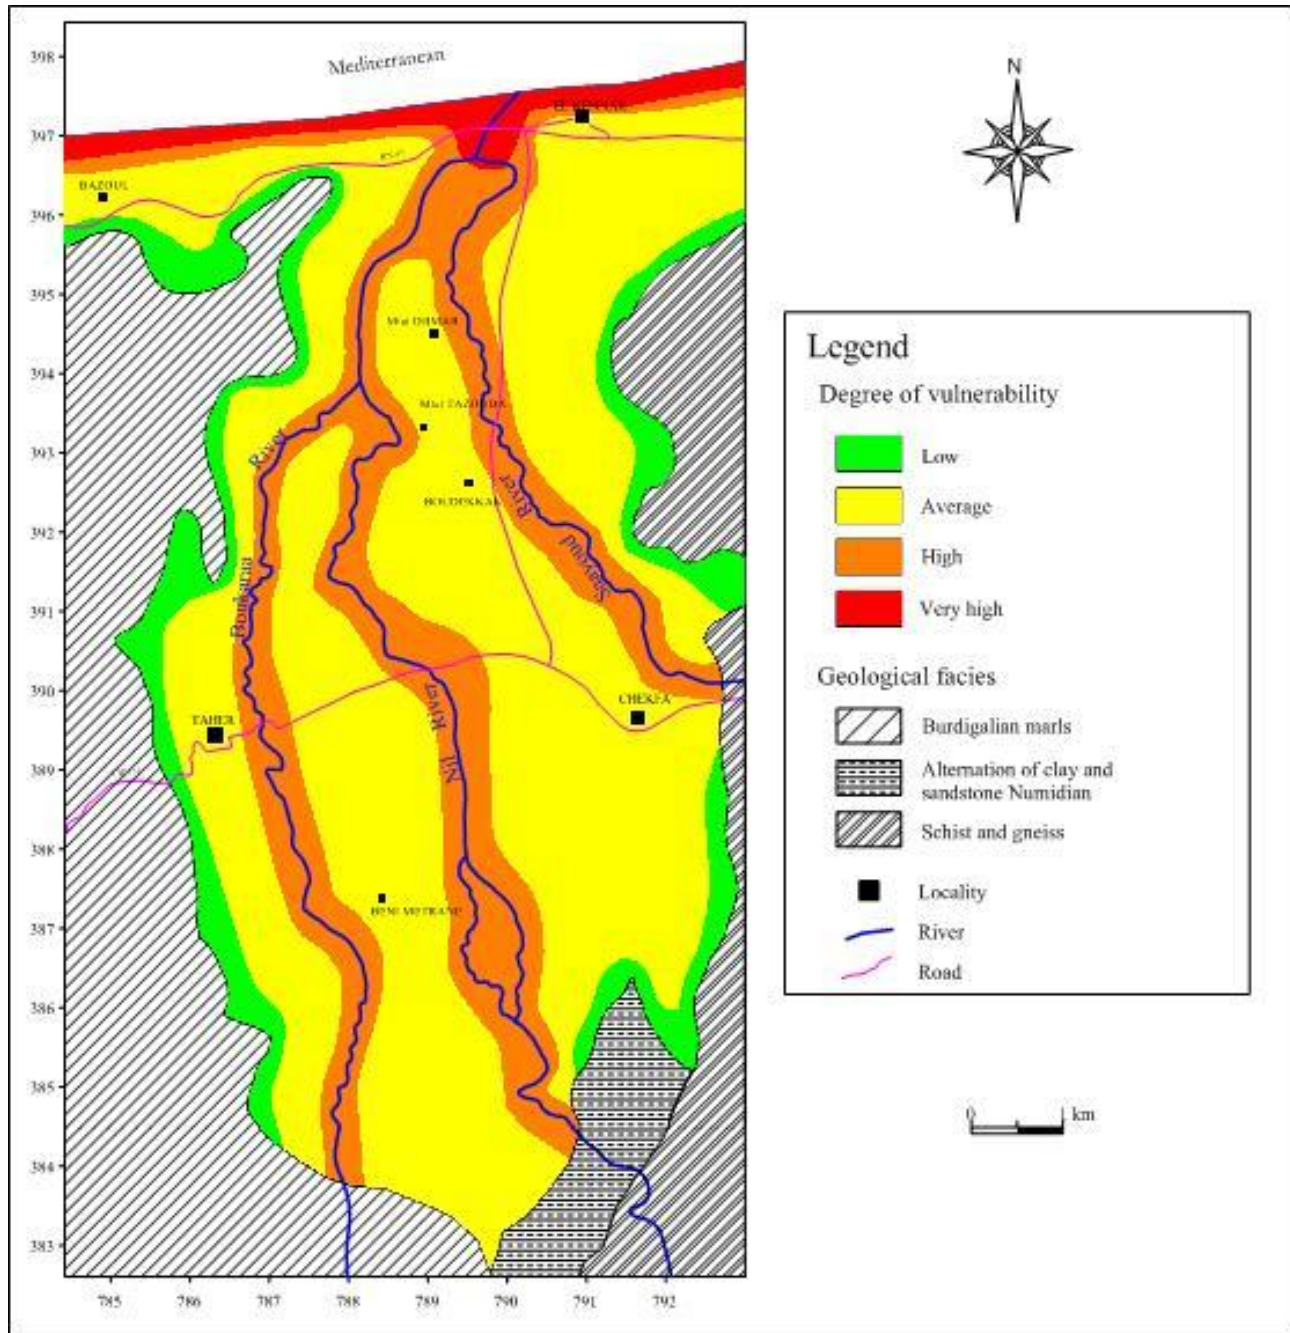 N
398
397
396
395
394
393
392
391
390
389
388
387
386
385
384
383
785
786
787
788
789
790
791
792
Mediterranean
BAZOUL
BOUDEKKAK
TAHER
CHEKFA
BENI METRANE
River
Boukaraa
River
Nil
River
Saayoud
Legend
Degree of vulnerability
Low
Average
High
Very high
Geological facies
Burdigalian marls
Alternation of clay and
sandstone Numidian
Schist and gneiss
Locality
River
Road
0
km